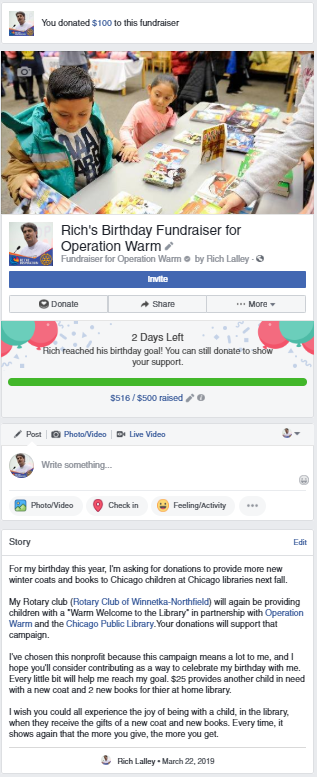 You donated $100 to this fundraiser
Rich's Birthday Fundraiser for
Operation Warm
Fundraiser for Operation Warm by Rich Lalley ·
Invite
Donate
Share
··· More
2 Days Left
Rich reached his birthday goal! You can still donate to show
your support.
$516 / $500 raised
Post
Photo/Video
Live Video
Write something...
Photo/Video
Check in
Feeling/Activity
···
Story
Edit
For my birthday this year, I'm asking for donations to provide more new
winter coats and books to Chicago children at Chicago libraries next fall.
My Rotary club (Rotary Club of Winnetka-Northfield) will again be providing
children with a "Warm Welcome to the Library" in partnership with Operation
Warm and the Chicago Public Library.Your donations will support that
campaign.
I've chosen this nonprofit because this campaign means a lot to me, and I
hope you'll consider contributing as a way to celebrate my birthday with me.
Every little bit will help me reach my goal. $25 provides another child in need
with a new coat and 2 new books for thier at home library.
I wish you could all experience the joy of being with a child, in the library,
when they receive the gifts of a new coat and new books. Every time, it
shows again that the more you give, the more you get.
Rich Lalley • March 22, 2019